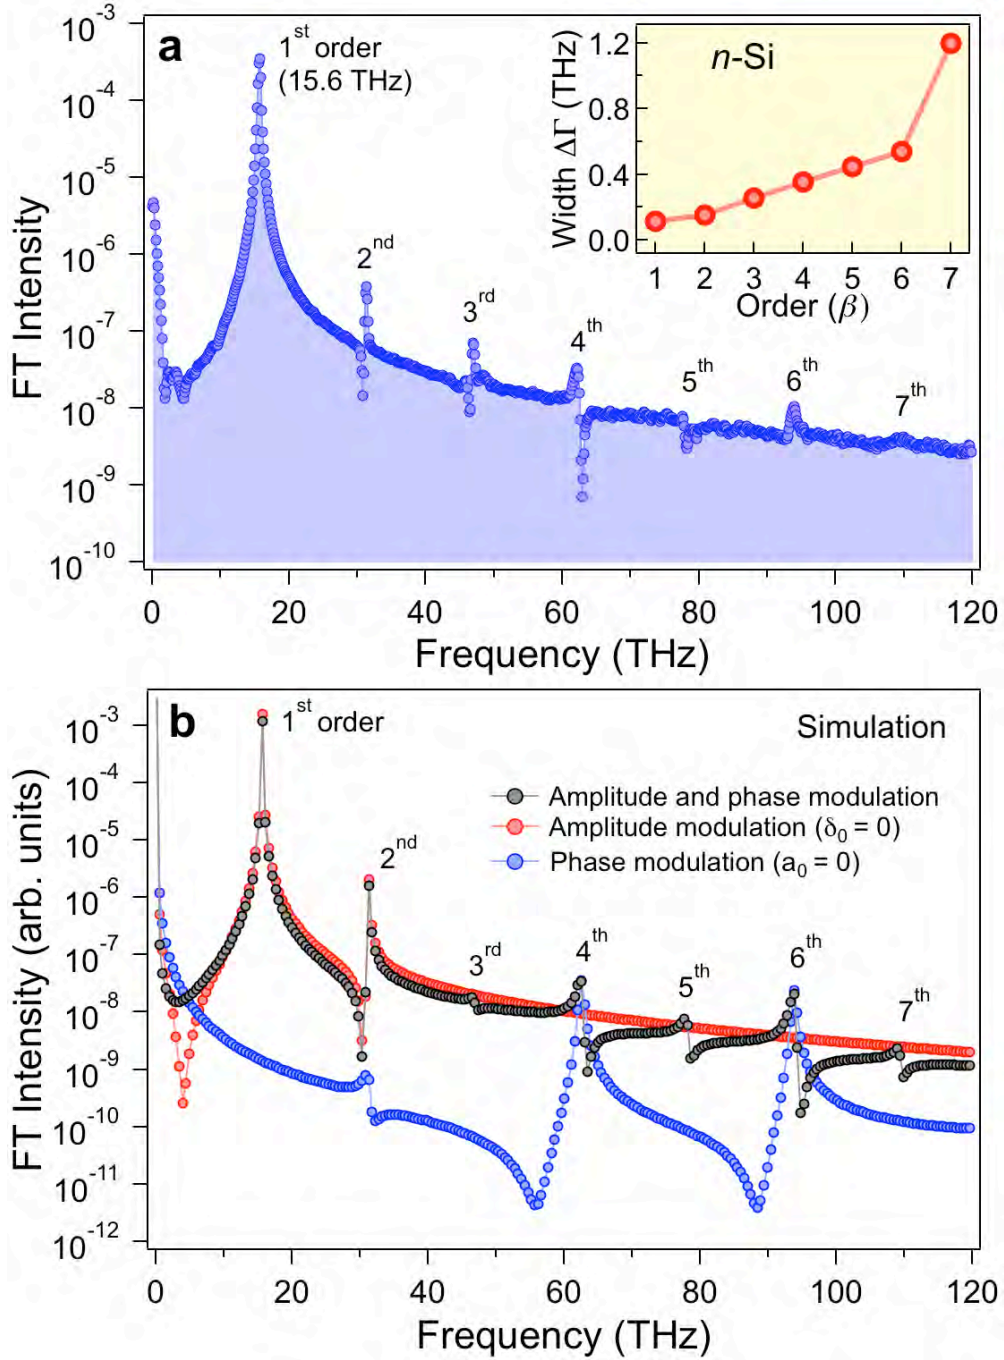 a
1st order
(15.6 THz)
2nd
3rd
4th
5th
6th
7th
10-3
10-4
10-5
10-6
10-7
10-8
10-9
10-10
FT Intensity
0 20 40 60 80 100 120
Frequency (THz)
n-Si
1.2
0.8
0.4
0.0
Width ΔΓ (THz)
1 2 3 4 5 6 7
Order (β)
b
1st order
Simulation
Amplitude and phase modulation
Amplitude modulation (δ0 = 0)
Phase modulation (a0 = 0)
2nd
3rd
4th
5th
6th
7th
10-3
10-4
10-5
10-6
10-7
10-8
10-9
10-10
10-11
10-12
FT Intensity (arb. units)
0 20 40 60 80 100 120
Frequency (THz)